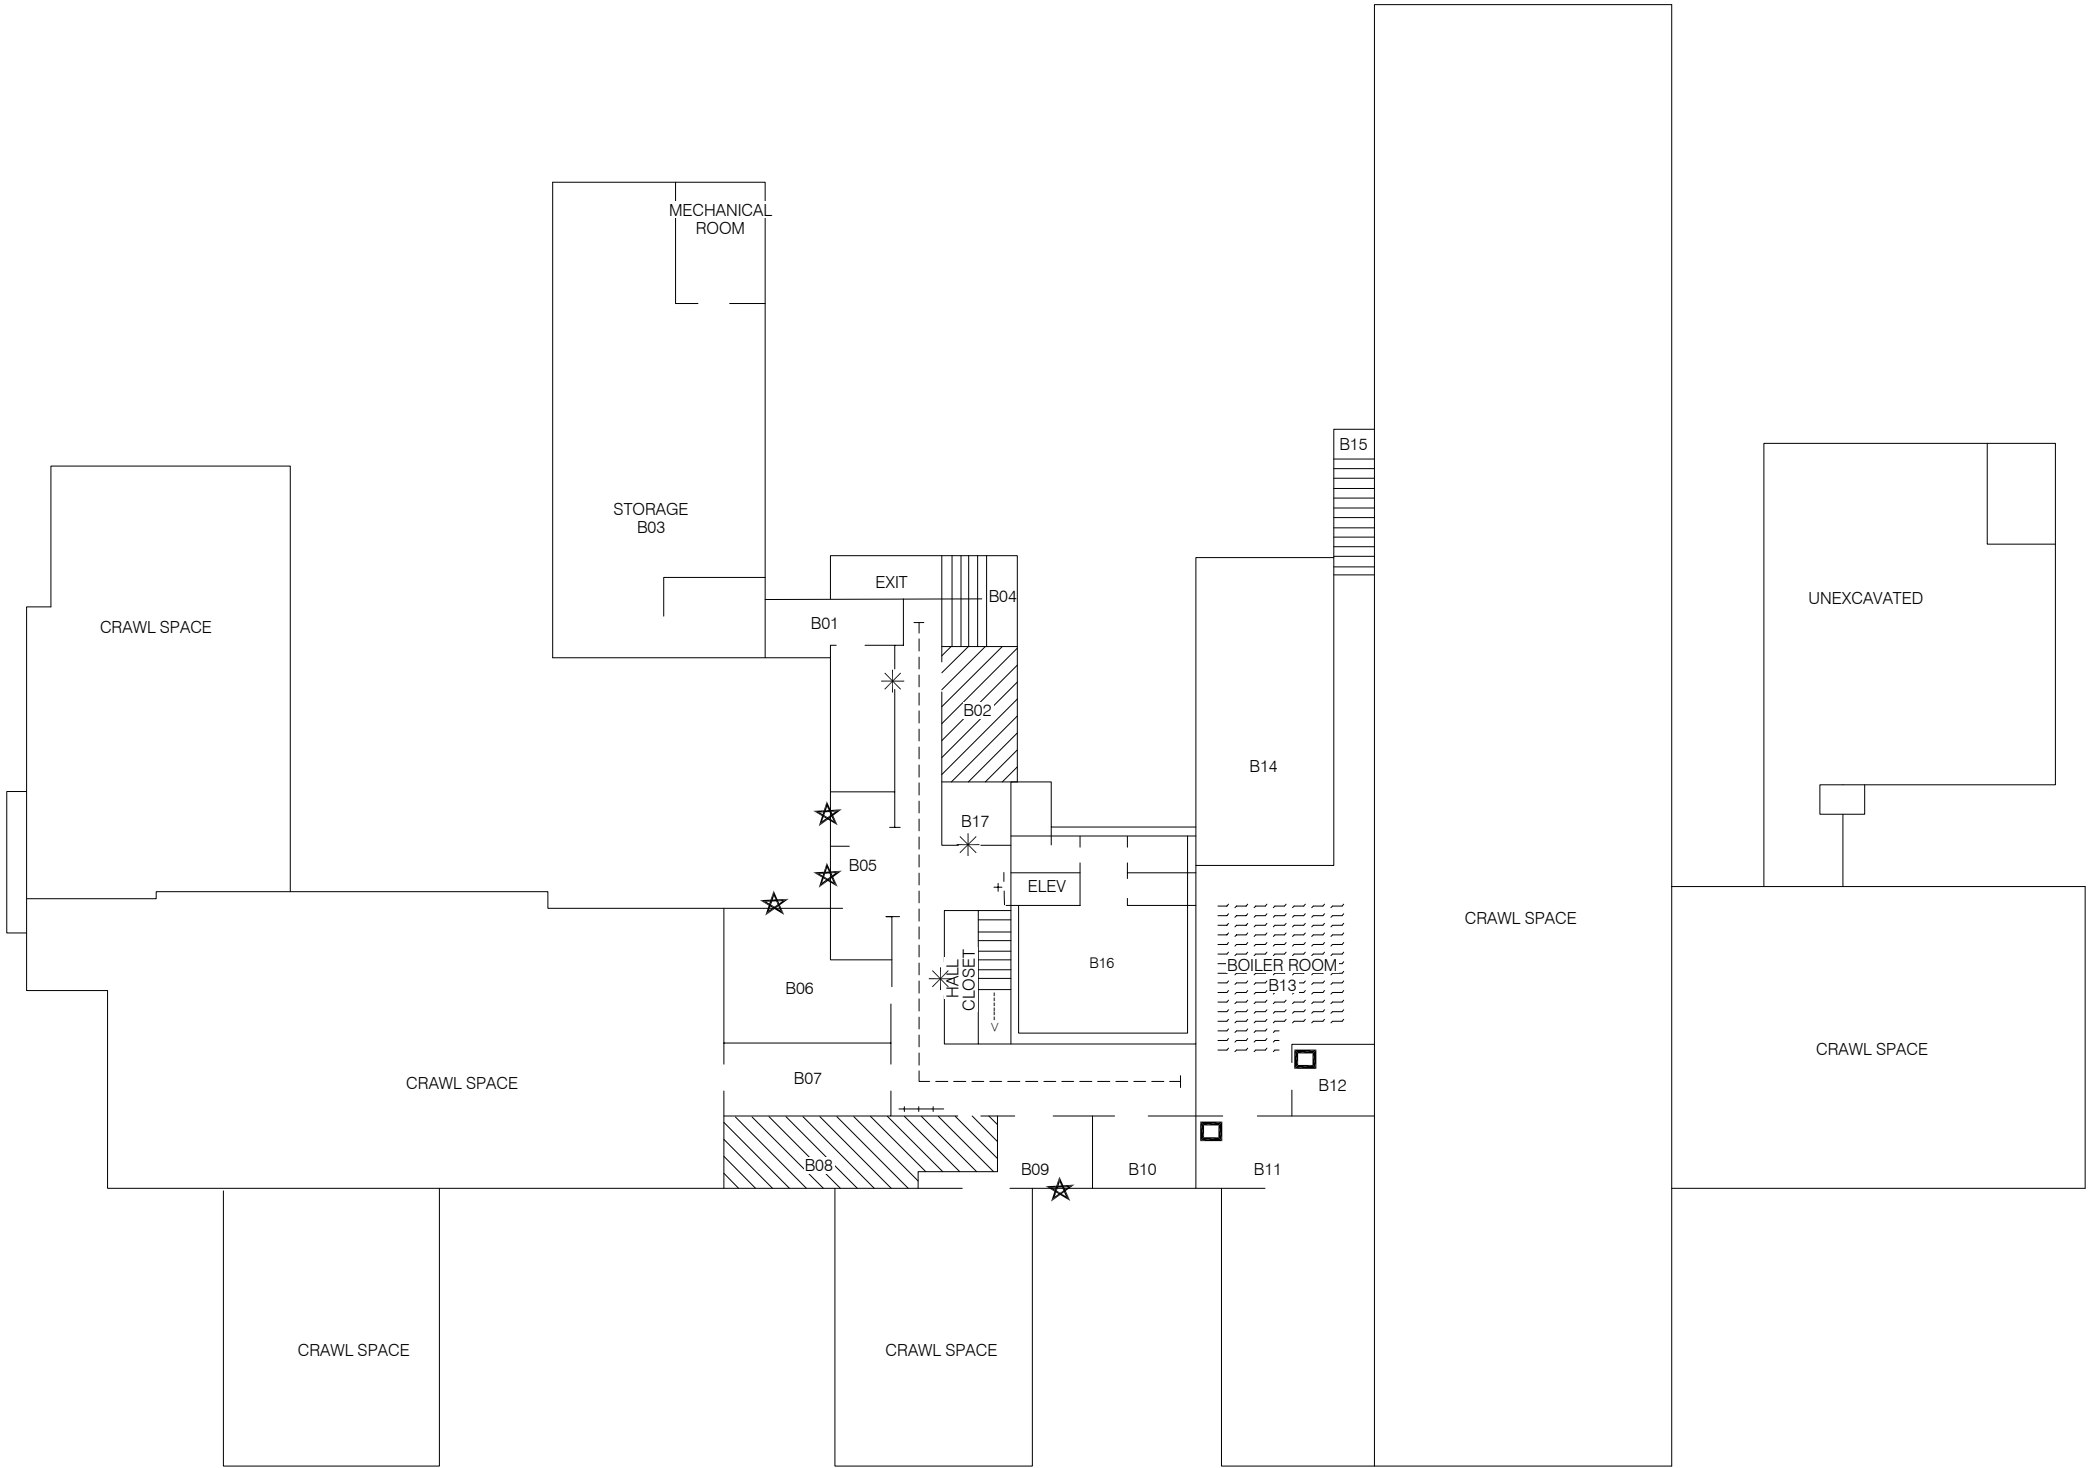 MECHANICAL
ROOM
B15
STORAGE
B03
EXIT
B04
UNEXCAVATED
CRAWL SPACE
B01
B02
B14
B17
B05
ELEV
CRAWL SPACE
HALL
CLOSET
B16
BOILER ROOM
B13
B06
CRAWL SPACE
B07
CRAWL SPACE
B12
B08
B09
B10
B11
CRAWL SPACE
CRAWL SPACE